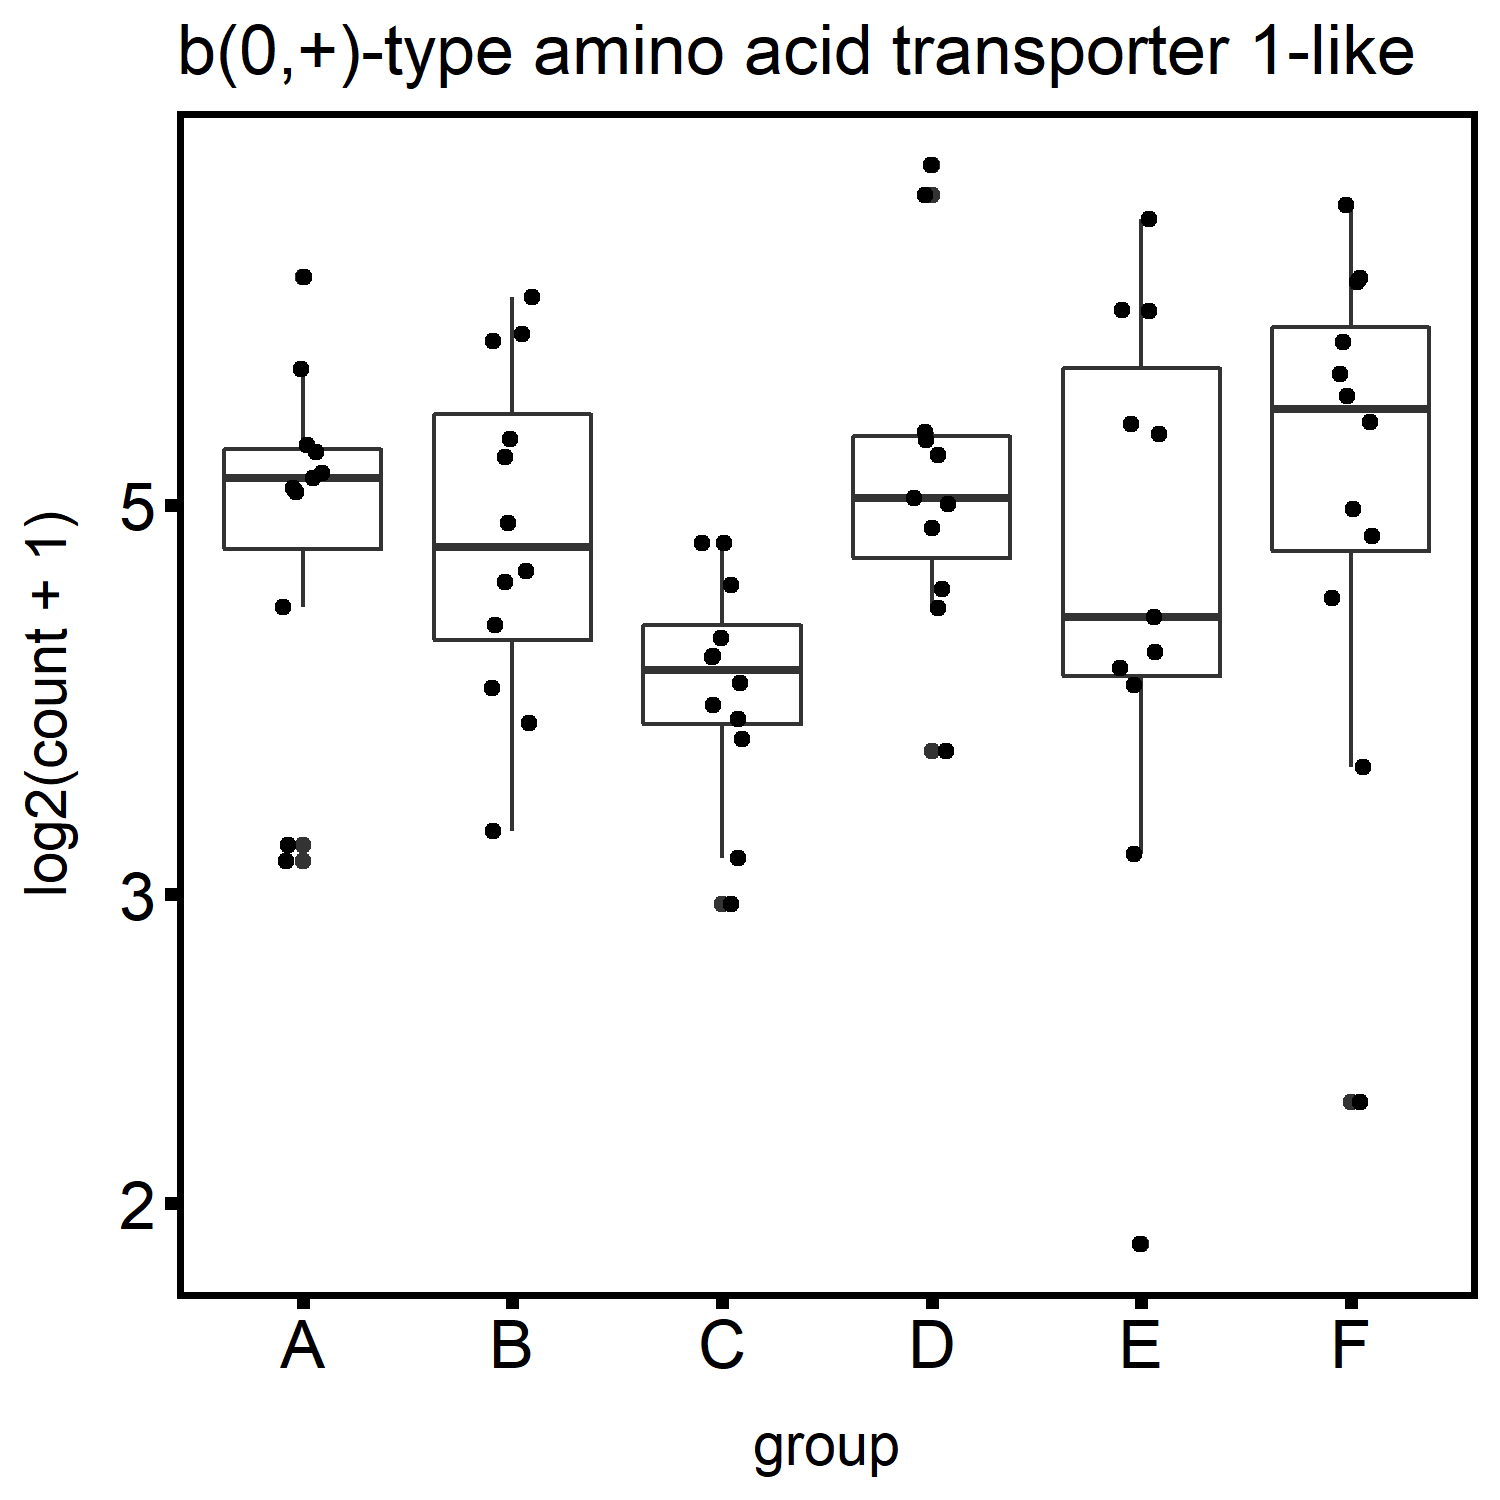 b(0,+)-type amino acid transporter 1-like
log2(count + 1)
5
3
2
A B C D E F
group